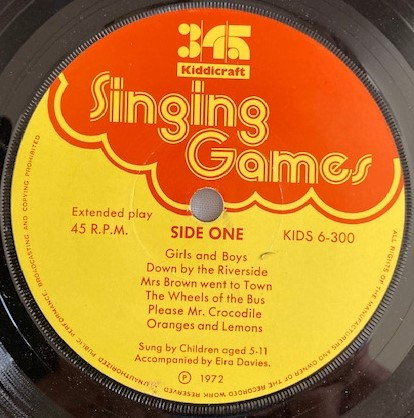 345
Kiddicraft
Singing
Games
Extended play
45 R.P.M.
SIDE ONE
KIDS 6-300
Girls and Boys
Down by the Riverside
Mrs Brown went to Town
The Wheels of the Bus
Please Mr. Crocodile
Oranges and Lemons
Sung by Children aged 5-11
Accompanied by Eira Davies.
℗ 1972
ALL RIGHTS OF THE MANUFACTURERS AND OWNER OF THE RECORDED WORK RESERVED. UNAUTHORIZED PUBLIC PERFORMANCE, BROADCASTING AND COPYING PROHIBITED